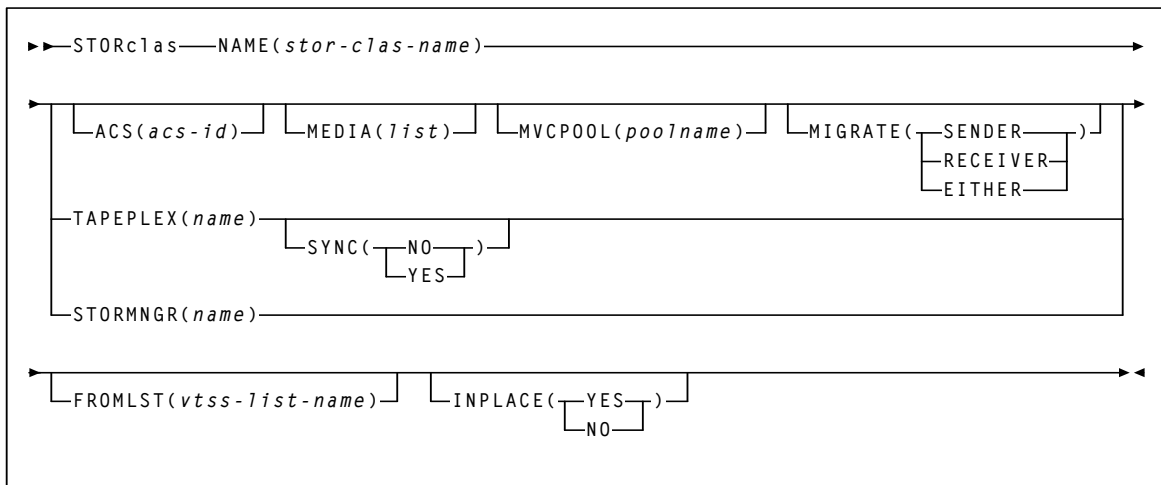 STORclas NAME(stor-clas-name)
ACS(acs-id) MEDIA(list) MVCPOOL(poolname) MIGRATE( SENDER )
RECEIVER
EITHER
TAPEPLEX(name)
SYNC( NO )
YES
STORMNGR(name)
FROMLST(vtss-list-name) INPLACE( YES )
NO